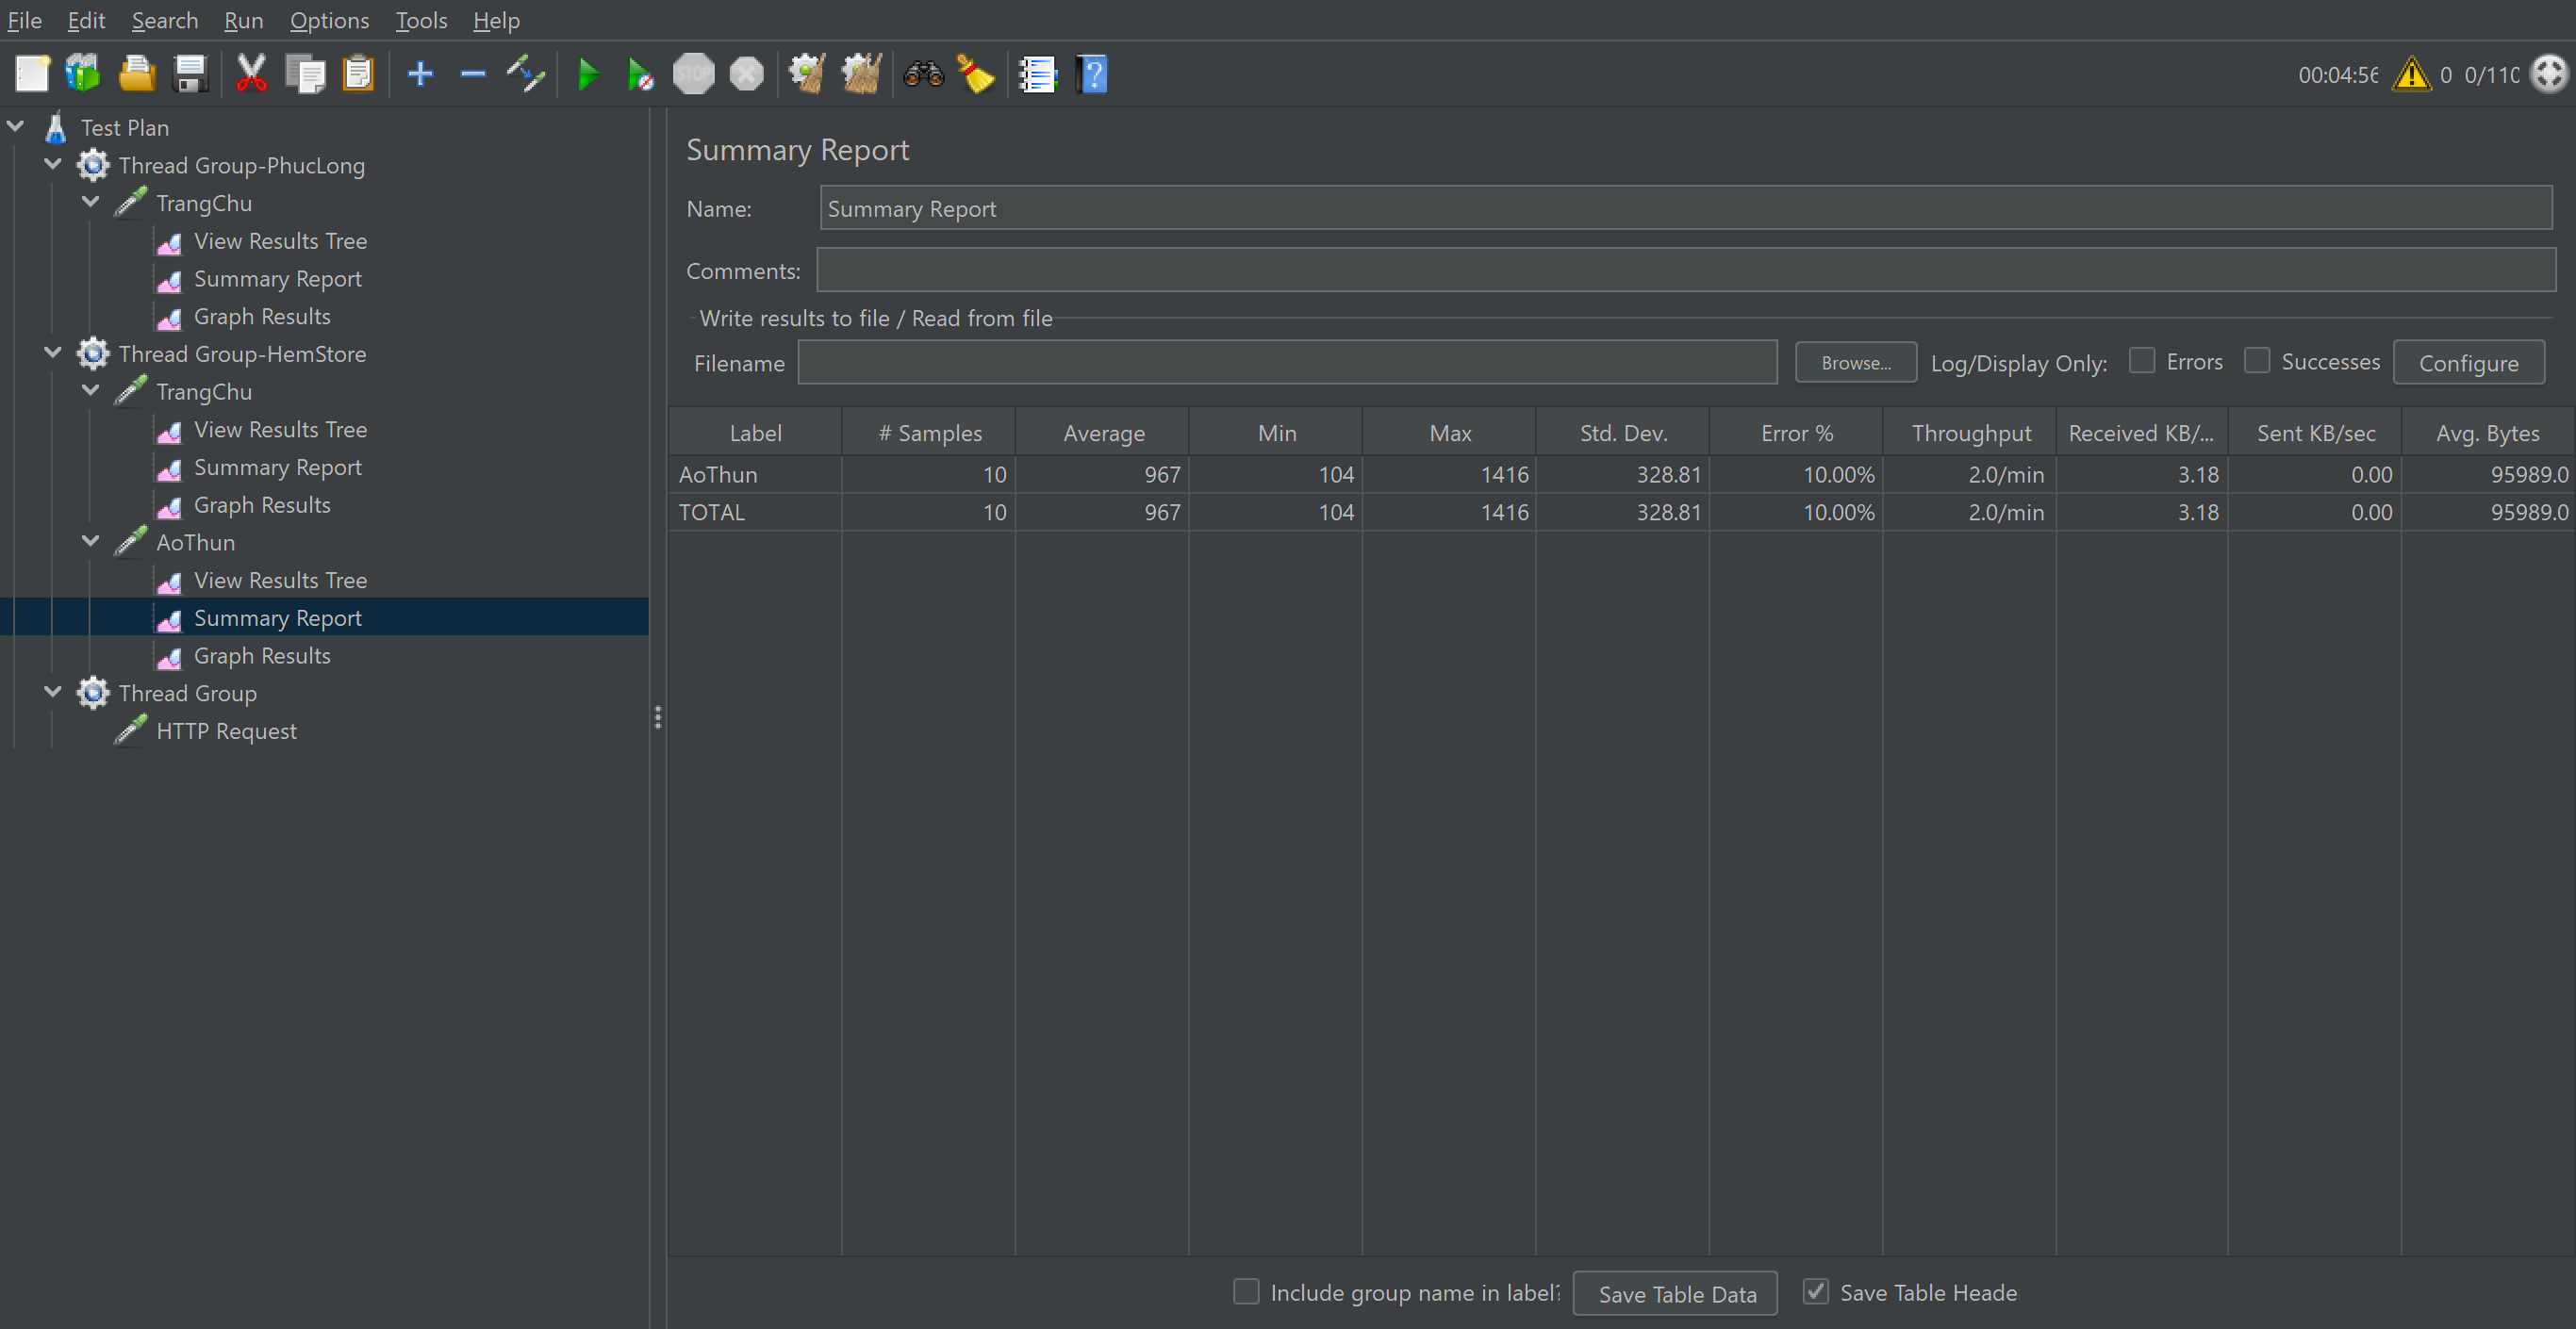 File Edit Search Run Options Tools Help
STOP
00:04:56 0 0/110
Test Plan
Thread Group-PhucLong
TrangChu
View Results Tree
Summary Report
Graph Results
Thread Group-HemStore
TrangChu
View Results Tree
Summary Report
Graph Results
AoThun
View Results Tree
Summary Report
Graph Results
Thread Group
HTTP Request
Summary Report
Name: Summary Report
Comments:
Write results to file / Read from file
Filename Browse... Log/Display Only: Errors Successes Configure
Label # Samples Average Min Max Std. Dev. Error % Throughput Received KB/... Sent KB/sec Avg. Bytes
AoThun 10 967 104 1416 328.81 10.00% 2.0/min 3.18 0.00 95989.0
TOTAL 10 967 104 1416 328.81 10.00% 2.0/min 3.18 0.00 95989.0
Include group name in label? Save Table Data Save Table Heade